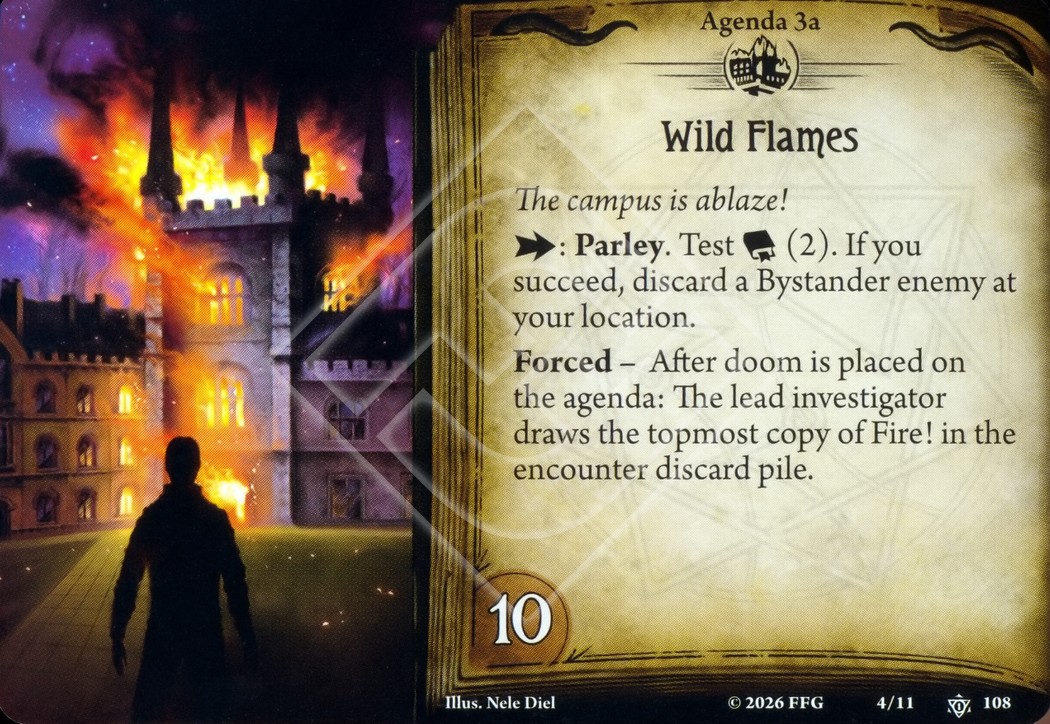 Agenda 3a
Wild Flames
The campus is ablaze!
: Parley. Test (2). If you
succeed, discard a Bystander enemy at
your location.
Forced – After doom is placed on
the agenda: The lead investigator
draws the topmost copy of Fire! in the
encounter discard pile.
10
Illus. Nele Diel
© 2026 FFG
4/11
108